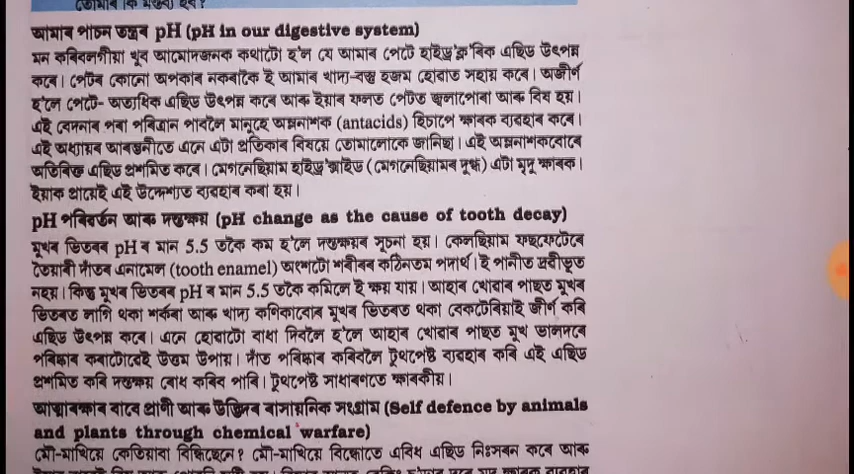 তোমাৰ কি মন্তব্য হ'ব?
আমাৰ পাচন তন্ত্ৰৰ pH (pH in our digestive system)
মন কৰিবলগীয়া খুব আমোদজনক কথাটো হ'ল যে আমাৰ পেটে হাইড্ৰ'ক্ল'ৰিক এছিড উৎপন্ন
কৰে। পেটৰ কোনো অপকাৰ নকৰাকৈ ই আমাৰ খাদ্য-বস্তু হজম হোৱাত সহায় কৰে। অজীৰ্ণ
হ'লে পেটে- অত্যধিক এছিড উৎপন্ন কৰে আৰু ইয়াৰ ফলত পেটত জ্বলাপোৰা আৰু বিষ হয়।
এই বেদনাৰ পৰা পৰিত্ৰাণ পাবলৈ মানুহে অম্লনাশক (antacids) হিচাপে ক্ষাৰক ব্যৱহাৰ কৰে।
এই অধ্যায়ৰ আৰম্ভনীতে এনে এটা প্ৰতিকাৰ বিষয়ে তোমালোকে জানিছা। এই অম্লনাশকবোৰে
অতিৰিক্ত এছিড প্ৰশমিত কৰে। মেগনেছিয়াম হাইড্ৰ'ক্সাইড (মেগনেছিয়ামৰ দুগ্ধ) এটা মৃদু ক্ষাৰক।
ইয়াক প্ৰায়েই এই উদ্দেশ্যত ব্যৱহাৰ কৰা হয়।
pH পৰিবৰ্তন আৰু দন্তক্ষয় (pH change as the cause of tooth decay)
মুখৰ ভিতৰৰ pH ৰ মান 5.5 তকৈ কম হ'লে দন্তক্ষয়ৰ সূচনা হয়। কেলছিয়াম ফছফেটেৰে
তৈয়াৰী দাঁতৰ এনামেল (tooth enamel) অংশটো শৰীৰৰ কঠিনতম পদাৰ্থ। ই পানীত দ্ৰবীভূত
নহয়। কিন্তু মুখৰ ভিতৰৰ pH ৰ মান 5.5 তকৈ কমিলে ই ক্ষয় যায়। আহাৰ খোৱাৰ পাছত মুখৰ
ভিতৰত লাগি থকা শৰ্কৰা আৰু খাদ্য কণিকাবোৰ মুখৰ ভিতৰত থকা বেকটেৰিয়াই জীৰ্ণ কৰি
এছিড উৎপন্ন কৰে। এনে হোৱাটো বাধা দিবলৈ হ'লে আহাৰ খোৱাৰ পাছত মুখ ভালদৰে
পৰিষ্কাৰ কৰাটোৱেই উত্তম উপায়। দাঁত পৰিষ্কাৰ কৰিবলৈ টুথপেষ্ট ব্যৱহাৰ কৰি এই এছিড
প্ৰশমিত কৰি দন্তক্ষয় ৰোধ কৰিব পাৰি। টুথপেষ্ট সাধাৰণতে ক্ষাৰকীয়।
আত্মৰক্ষাৰ বাবে প্ৰাণী আৰু উদ্ভিদৰ ৰাসায়নিক সংগ্ৰাম (Self defence by animals
and plants through chemical warfare)
মৌ-মাখিয়ে কেতিয়াবা বিন্ধিছেনে? মৌ-মাখিয়ে বিন্ধোতে এবিধ এছিড নিঃসৰন কৰে আৰু